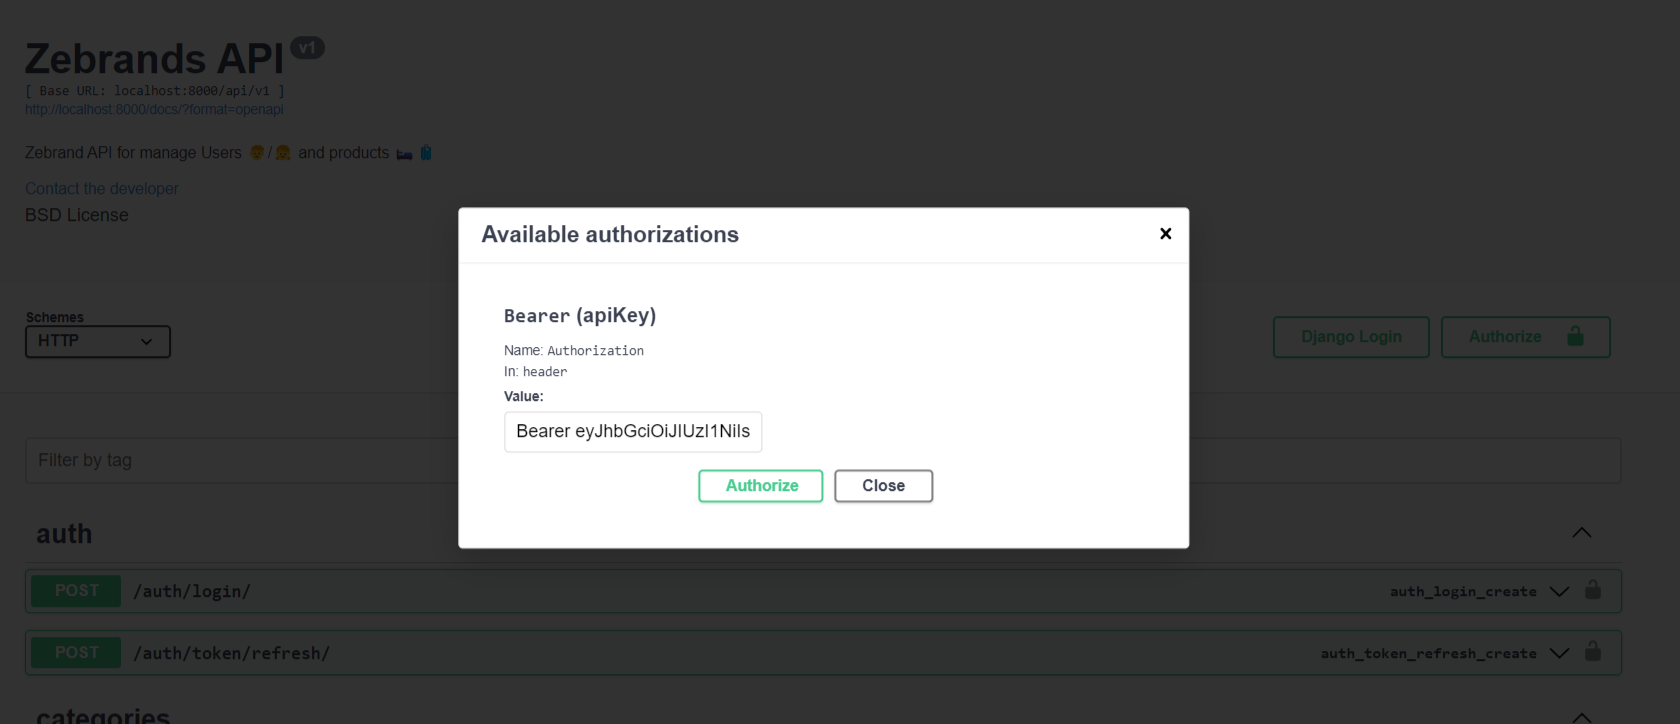 Zebrands API v1
[ Base URL: localhost:8000/api/v1 ]
http://localhost:8000/docs/?format=openapi
Zebrand API for manage Users 👴/👧 and products 🛏️ 🧴
Contact the developer
BSD License
Available authorizations
Bearer (apiKey)
Name: Authorization
In: header
Value:
Bearer eyJhbGciOiJIUzI1NiIs
Authorize
Close
Schemes
HTTP
Django Login
Authorize
Filter by tag
auth
POST /auth/login/ auth_login_create
POST /auth/token/refresh/ auth_token_refresh_create
categories